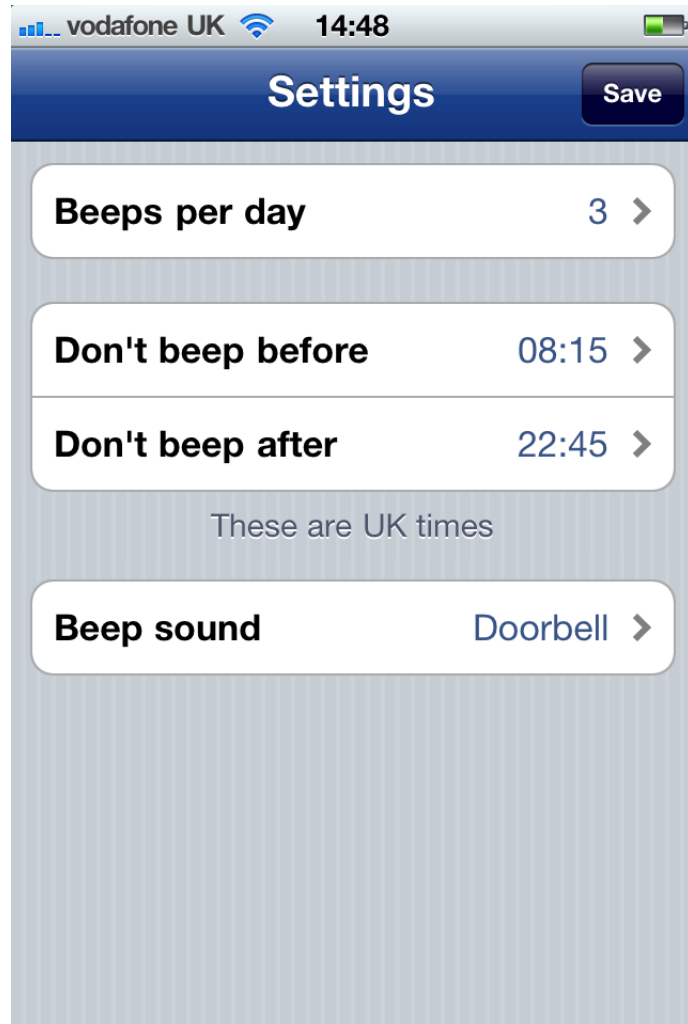 vodafone UK 14:48
Settings Save
Beeps per day 3
Don't beep before 08:15
Don't beep after 22:45
These are UK times
Beep sound Doorbell